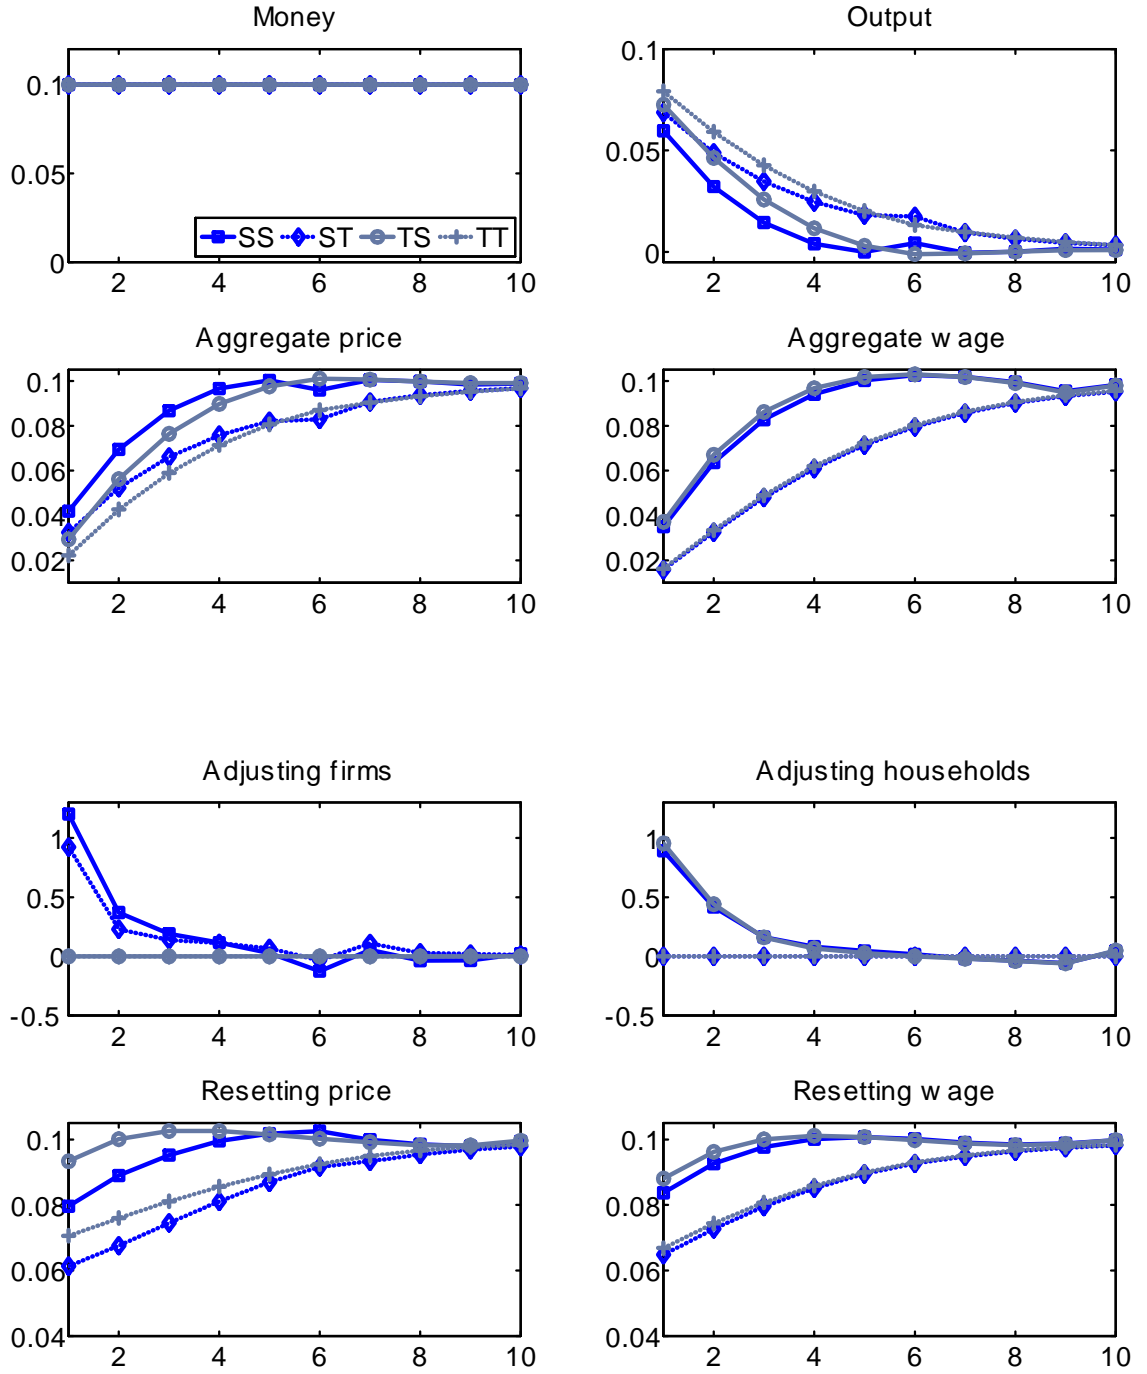 Money
0.1
0.05
0
SS ST TS TT
2 4 6 8 10
Output
0.1
0.05
0
2 4 6 8 10
Aggregate price
0.1
0.08
0.06
0.04
0.02
2 4 6 8 10
Aggregate wage
0.1
0.08
0.06
0.04
0.02
2 4 6 8 10
Adjusting firms
1
0.5
0
-0.5
2 4 6 8 10
Adjusting households
1
0.5
0
-0.5
2 4 6 8 10
Resetting price
0.1
0.08
0.06
0.04
2 4 6 8 10
Resetting wage
0.1
0.08
0.06
0.04
2 4 6 8 10